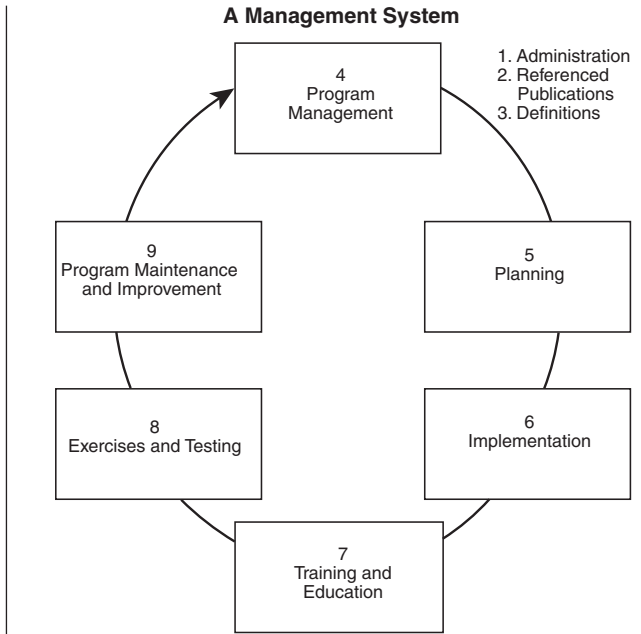 A Management System
4
Program
Management
1. Administration
2. Referenced
Publications
3. Definitions
5
Planning
6
Implementation
7
Training and
Education
8
Exercises and Testing
9
Program Maintenance
and Improvement